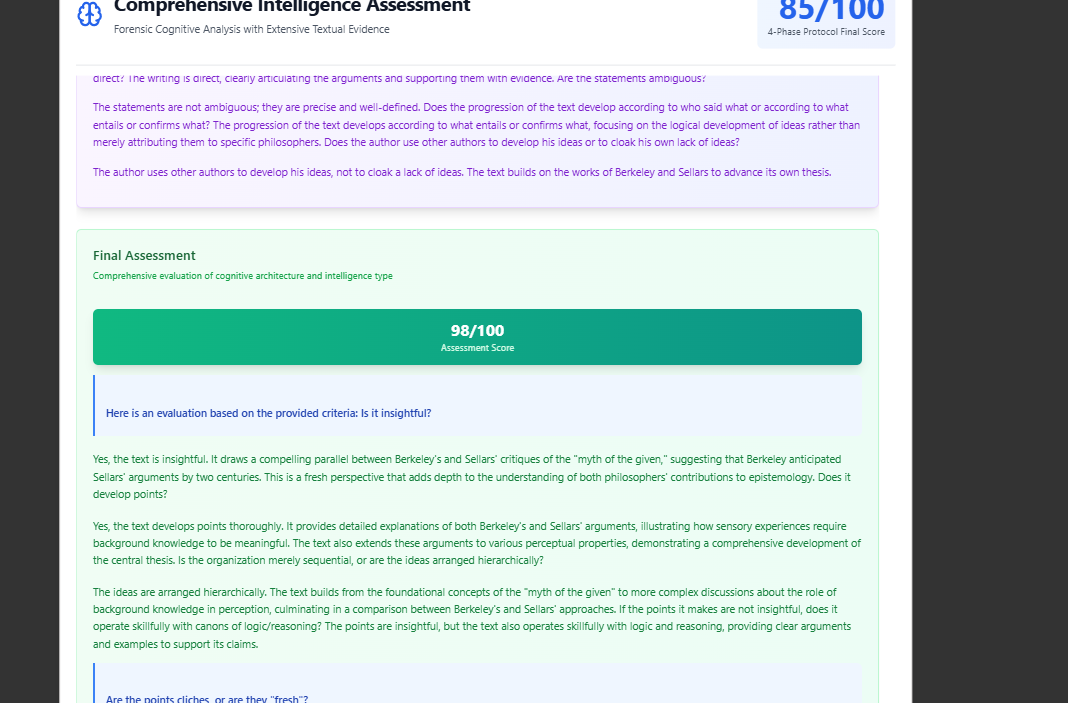 Comprehensive Intelligence Assessment
Forensic Cognitive Analysis with Extensive Textual Evidence
85/100
4-Phase Protocol Final Score
direct? The writing is direct, clearly articulating the arguments and supporting them with evidence. Are the statements ambiguous?
The statements are not ambiguous; they are precise and well-defined. Does the progression of the text develop according to who said what or according to what
entails or confirms what? The progression of the text develops according to what entails or confirms what, focusing on the logical development of ideas rather than
merely attributing them to specific philosophers. Does the author use other authors to develop his ideas or to cloak his own lack of ideas?
The author uses other authors to develop his ideas, not to cloak a lack of ideas. The text builds on the works of Berkeley and Sellars to advance its own thesis.
Final Assessment
Comprehensive evaluation of cognitive architecture and intelligence type
98/100
Assessment Score
Here is an evaluation based on the provided criteria: Is it insightful?
Yes, the text is insightful. It draws a compelling parallel between Berkeley's and Sellars' critiques of the "myth of the given," suggesting that Berkeley anticipated
Sellars' arguments by two centuries. This is a fresh perspective that adds depth to the understanding of both philosophers' contributions to epistemology. Does it
develop points?
Yes, the text develops points thoroughly. It provides detailed explanations of both Berkeley's and Sellars' arguments, illustrating how sensory experiences require
background knowledge to be meaningful. The text also extends these arguments to various perceptual properties, demonstrating a comprehensive development of
the central thesis. Is the organization merely sequential, or are the ideas arranged hierarchically?
The ideas are arranged hierarchically. The text builds from the foundational concepts of the "myth of the given" to more complex discussions about the role of
background knowledge in perception, culminating in a comparison between Berkeley's and Sellars' approaches. If the points it makes are not insightful, does it
operate skillfully with canons of logic/reasoning? The points are insightful, but the text also operates skillfully with logic and reasoning, providing clear arguments
and examples to support its claims.
Are the points cliches, or are they "fresh"?